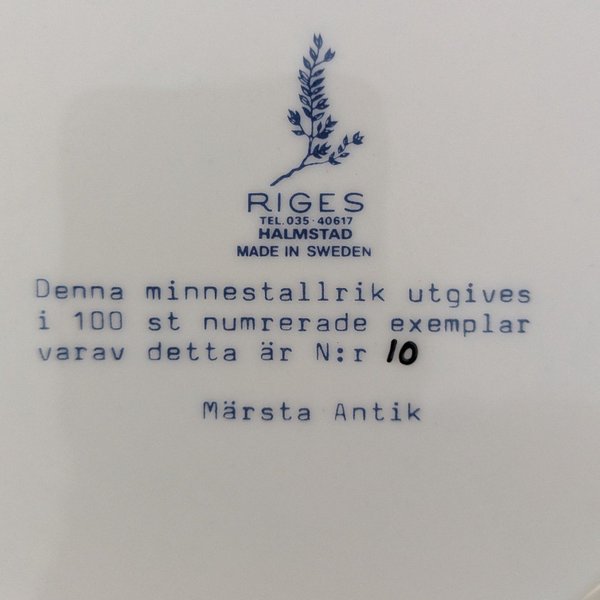 RIGES
TEL. 035-40617
HALMSTAD
MADE IN SWEDEN
Denna minnestallrik utgives
i 100 st numrerade exemplar
varav detta är N:r 10
Märsta Antik